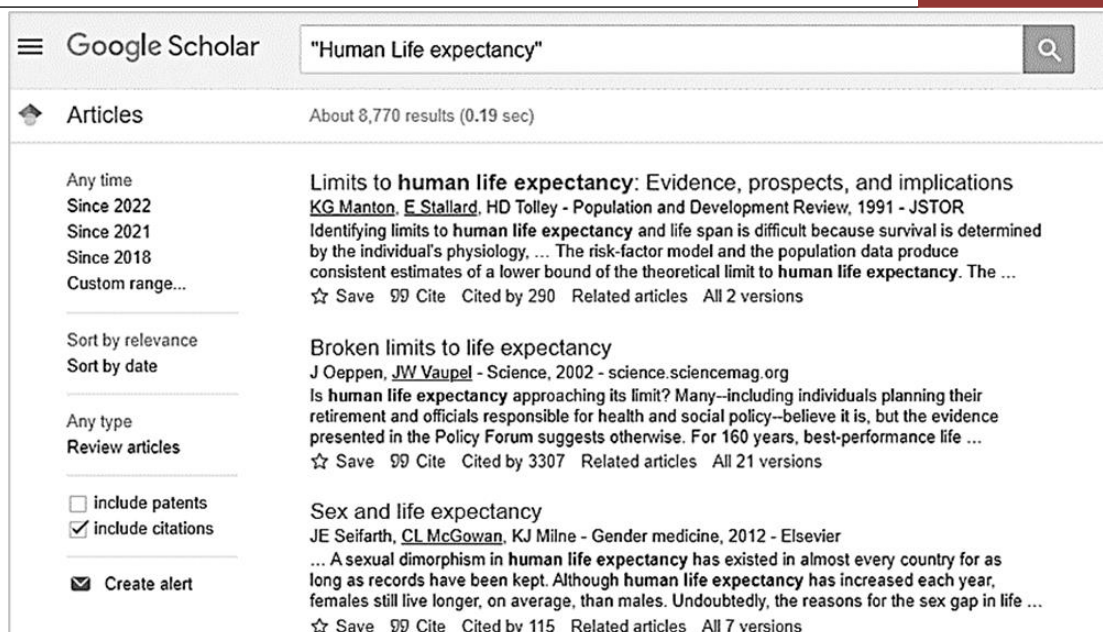 Google Scholar
"Human Life expectancy"
Articles
About 8,770 results (0.19 sec)
Any time
Since 2022
Since 2021
Since 2018
Custom range...
Sort by relevance
Sort by date
Any type
Review articles
include patents
include citations
Create alert
Limits to human life expectancy: Evidence, prospects, and implications
KG Manton, E Stallard, HD Tolley - Population and Development Review, 1991 - JSTOR
Identifying limits to human life expectancy and life span is difficult because survival is determined
by the individual's physiology, ... The risk-factor model and the population data produce
consistent estimates of a lower bound of the theoretical limit to human life expectancy. The ...
Save Cite Cited by 290 Related articles All 2 versions
Broken limits to life expectancy
J Oeppen, JW Vaupel - Science, 2002 - science.sciencemag.org
Is human life expectancy approaching its limit? Many--including individuals planning their
retirement and officials responsible for health and social policy--believe it is, but the evidence
presented in the Policy Forum suggests otherwise. For 160 years, best-performance life ...
Save Cite Cited by 3307 Related articles All 21 versions
Sex and life expectancy
JE Seifarth, CL McGowan, KJ Milne - Gender medicine, 2012 - Elsevier
... A sexual dimorphism in human life expectancy has existed in almost every country for as
long as records have been kept. Although human life expectancy has increased each year,
females still live longer, on average, than males. Undoubtedly, the reasons for the sex gap in life ...
Save Cite Cited by 115 Related articles All 7 versions